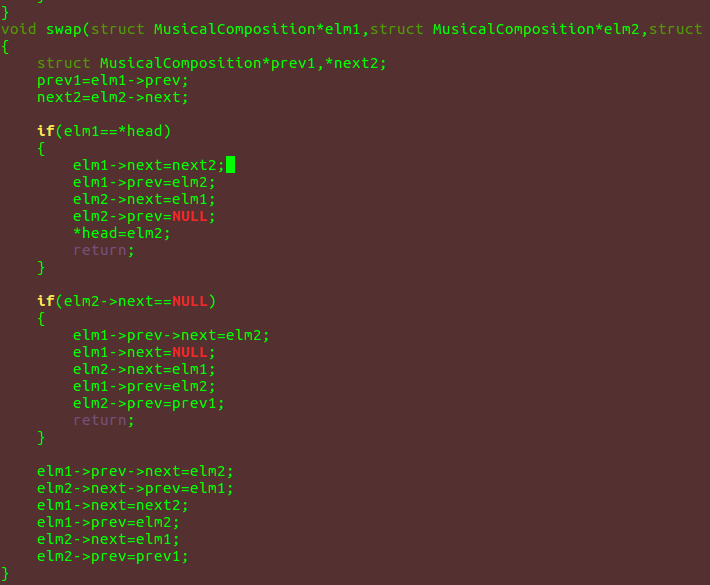 }
void swap(struct MusicalComposition*elm1,struct MusicalComposition*elm2,struct
{
    struct MusicalComposition*prev1,*next2;
    prev1=elm1->prev;
    next2=elm2->next;

    if(elm1==*head)
    {
        elm1->next=next2;
        elm1->prev=elm2;
        elm2->next=elm1;
        elm2->prev=NULL;
        *head=elm2;
        return;
    }

    if(elm2->next==NULL)
    {
        elm1->prev->next=elm2;
        elm1->next=NULL;
        elm2->next=elm1;
        elm1->prev=elm2;
        elm2->prev=prev1;
        return;
    }

    elm1->prev->next=elm2;
    elm2->next->prev=elm1;
    elm1->next=next2;
    elm1->prev=elm2;
    elm2->next=elm1;
    elm2->prev=prev1;
}